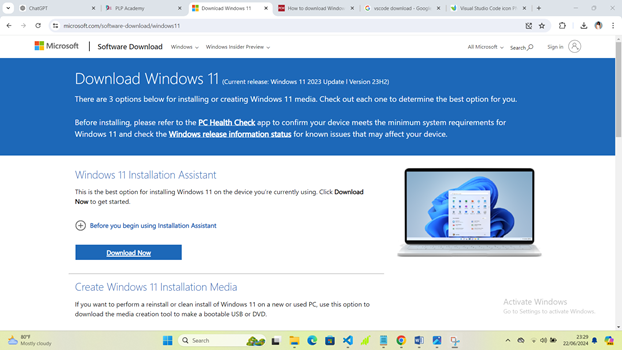 ChatGPT
PLP Academy
Download Windows 11
How to download Window
vscode download - Google
Visual Studio Code icon
microsoft.com/software-download/windows11
Microsoft
Software Download
Windows
Windows Insider Preview
All Microsoft
Search
Sign in
Download Windows 11 (Current release: Windows 11 2023 Update l Version 23H2)
There are 3 options below for installing or creating Windows 11 media. Check out each one to determine the best option for you.
Before installing, please refer to the PC Health Check app to confirm your device meets the minimum system requirements for
Windows 11 and check the Windows release information status for known issues that may affect your device.
Windows 11 Installation Assistant
This is the best option for installing Windows 11 on the device you're currently using. Click Download
Now to get started.
Before you begin using Installation Assistant
Download Now
Create Windows 11 Installation Media
If you want to perform a reinstall or clean install of Windows 11 on a new or used PC, use this option to
download the media creation tool to make a bootable USB or DVD.
Activate Windows
Go to Settings to activate Windows.
80°F
Mostly cloudy
Search
23:29
22/06/2024